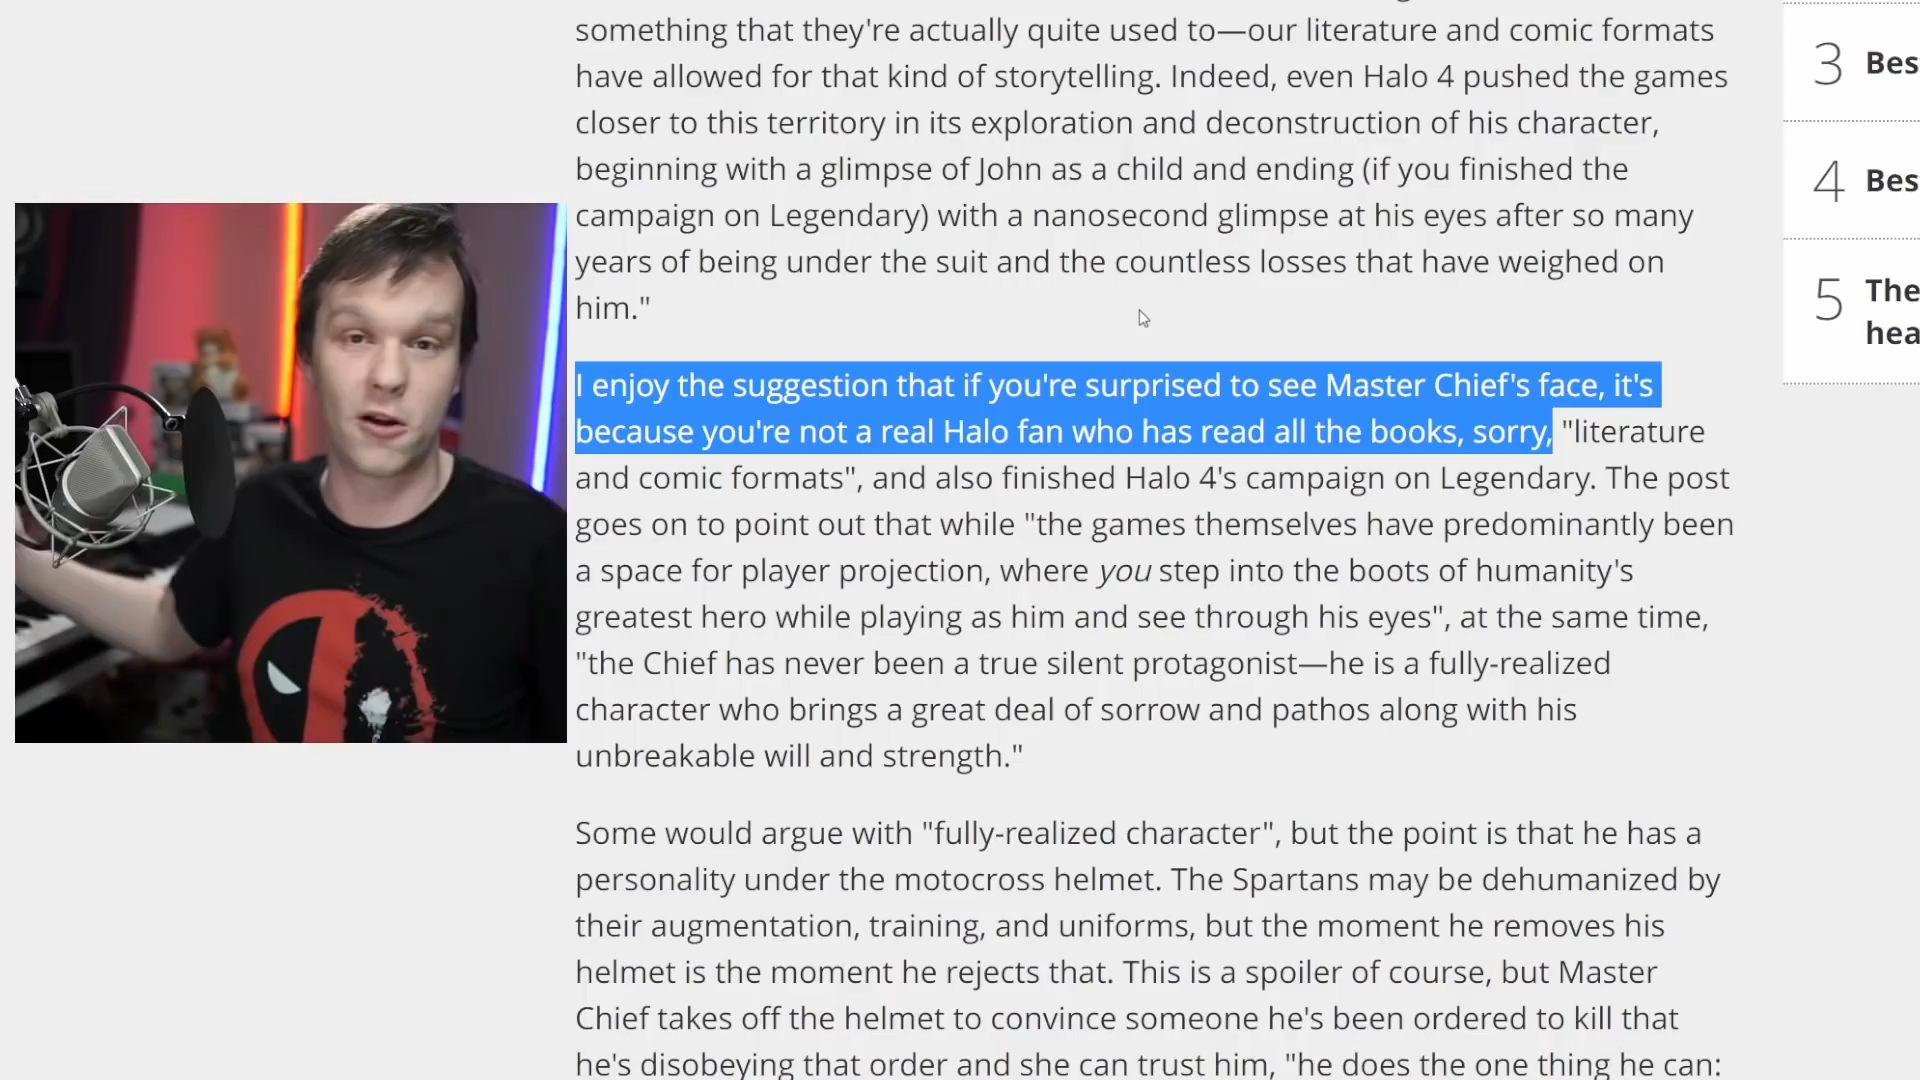 something that they're actually quite used to—our literature and comic formats
have allowed for that kind of storytelling. Indeed, even Halo 4 pushed the games
closer to this territory in its exploration and deconstruction of his character,
beginning with a glimpse of John as a child and ending (if you finished the
campaign on Legendary) with a nanosecond glimpse at his eyes after so many
years of being under the suit and the countless losses that have weighed on
him."
I enjoy the suggestion that if you're surprised to see Master Chief's face, it's
because you're not a real Halo fan who has read all the books, sorry, "literature
and comic formats", and also finished Halo 4's campaign on Legendary. The post
goes on to point out that while "the games themselves have predominantly been
a space for player projection, where you step into the boots of humanity's
greatest hero while playing as him and see through his eyes", at the same time,
"the Chief has never been a true silent protagonist—he is a fully-realized
character who brings a great deal of sorrow and pathos along with his
unbreakable will and strength."
Some would argue with "fully-realized character", but the point is that he has a
personality under the motocross helmet. The Spartans may be dehumanized by
their augmentation, training, and uniforms, but the moment he removes his
helmet is the moment he rejects that. This is a spoiler of course, but Master
Chief takes off the helmet to convince someone he's been ordered to kill that
he's disobeying that order and she can trust him, "he does the one thing he can:
3 Bes
4 Bes
5 The
hea